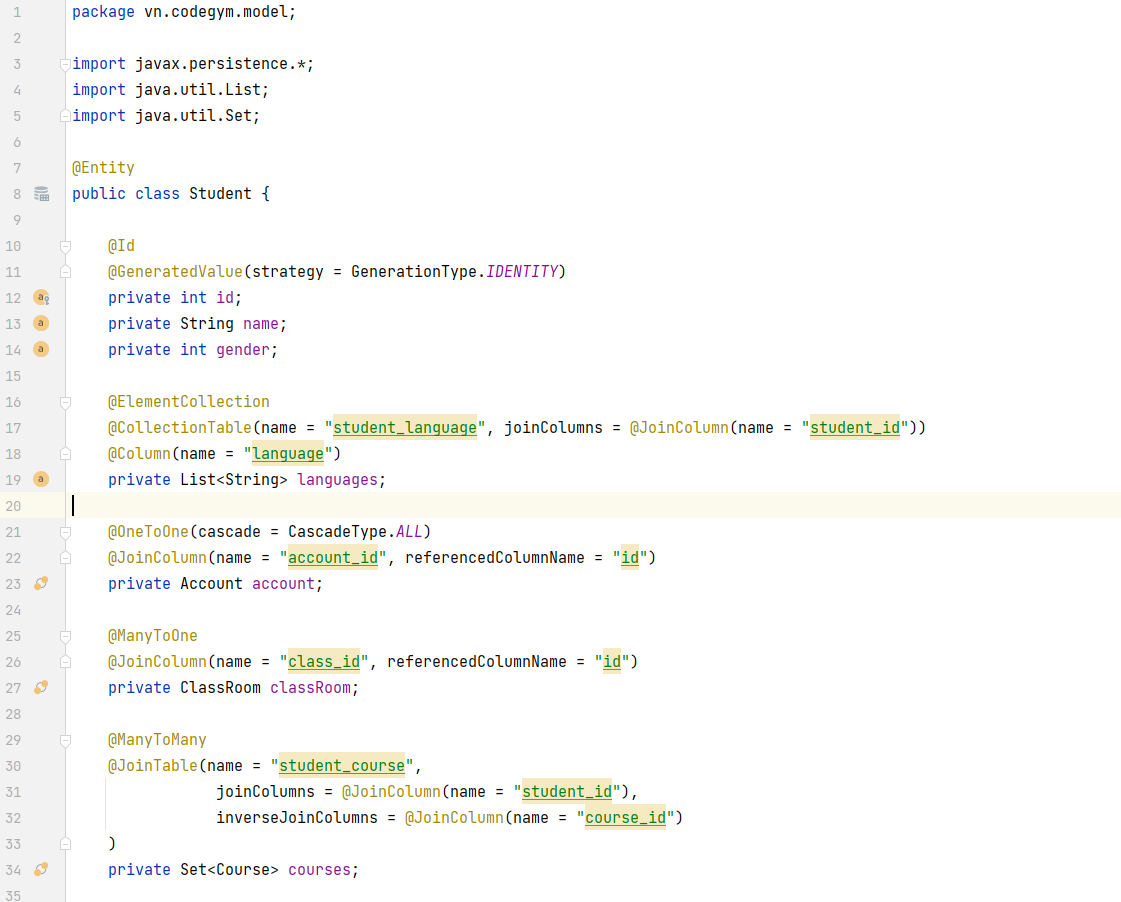 1 package vn.codegym.model;
2
3 import javax.persistence.*;
4 import java.util.List;
5 import java.util.Set;
6
7 @Entity
8 public class Student {
9
10     @Id
11     @GeneratedValue(strategy = GenerationType.IDENTITY)
12     private int id;
13     private String name;
14     private int gender;
15
16     @ElementCollection
17     @CollectionTable(name = "student_language", joinColumns = @JoinColumn(name = "student_id"))
18     @Column(name = "language")
19     private List<String> languages;
20
21     @OneToOne(cascade = CascadeType.ALL)
22     @JoinColumn(name = "account_id", referencedColumnName = "id")
23     private Account account;
24
25     @ManyToOne
26     @JoinColumn(name = "class_id", referencedColumnName = "id")
27     private ClassRoom classRoom;
28
29     @ManyToMany
30     @JoinTable(name = "student_course",
31                 joinColumns = @JoinColumn(name = "student_id"),
32                 inverseJoinColumns = @JoinColumn(name = "course_id")
33     )
34     private Set<Course> courses;
35